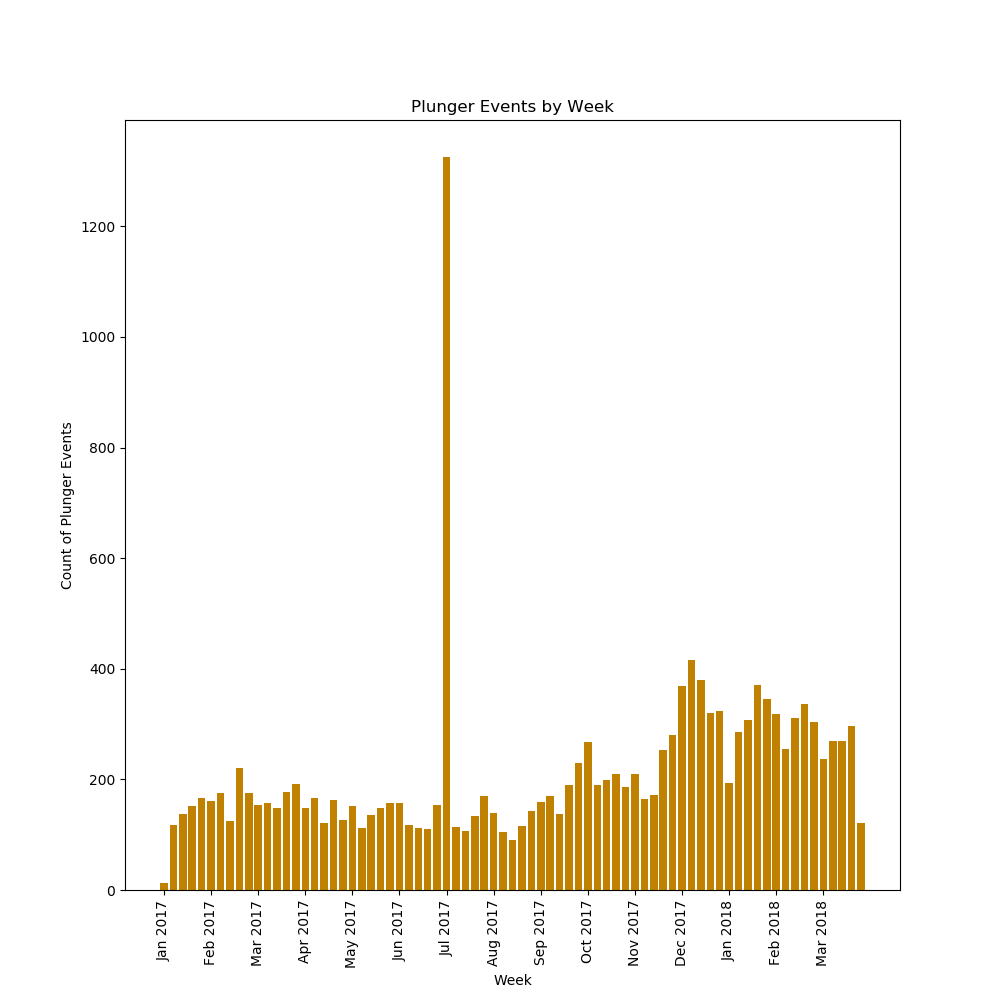 Plunger Events by Week
Count of Plunger Events
1200
1000
800
600
400
200
0
Jan 2017
Feb 2017
Mar 2017
Apr 2017
May 2017
Jun 2017
Jul 2017
Aug 2017
Sep 2017
Oct 2017
Nov 2017
Dec 2017
Jan 2018
Feb 2018
Mar 2018
Week